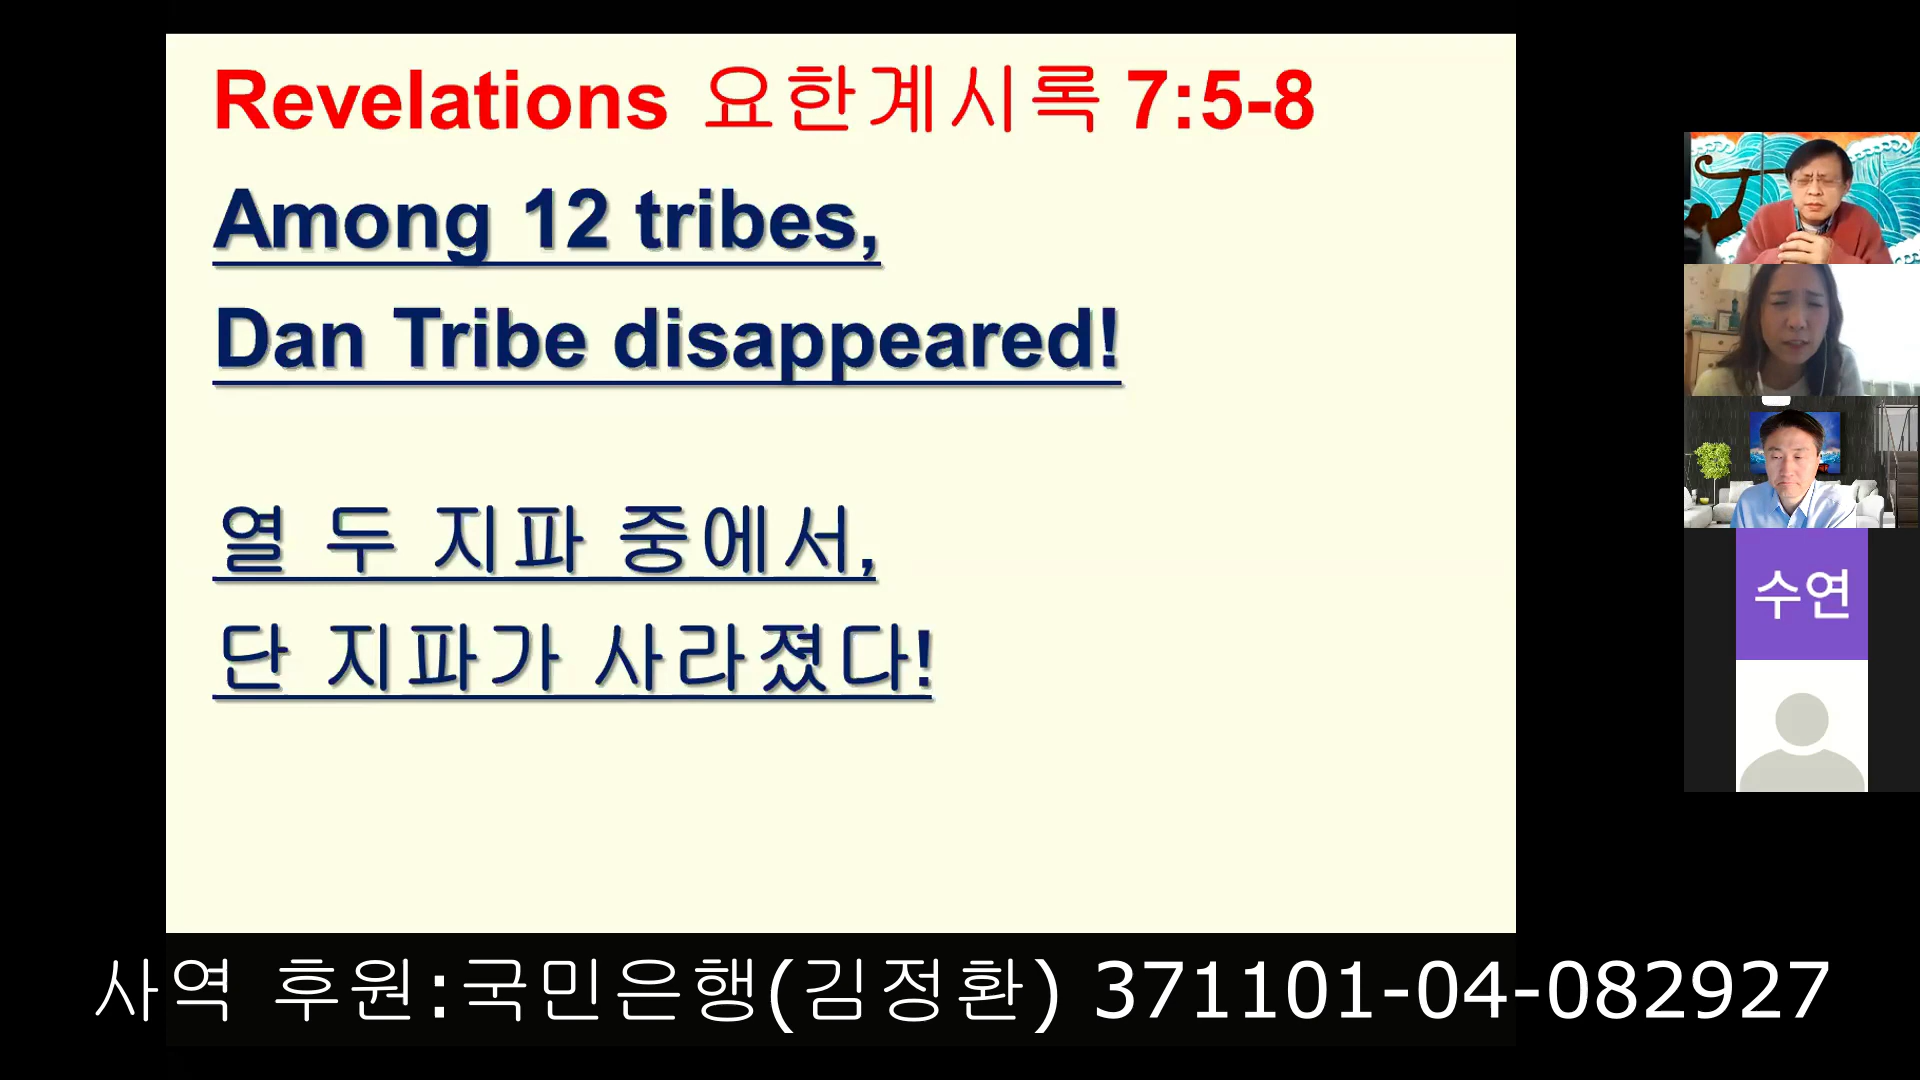 Revelations 요한계시록 7:5-8
Among 12 tribes,
Dan Tribe disappeared!
열 두 지파 중에서,
단 지파가 사라졌다!
수연
사역 후원:국민은행(김정환) 371101-04-082927